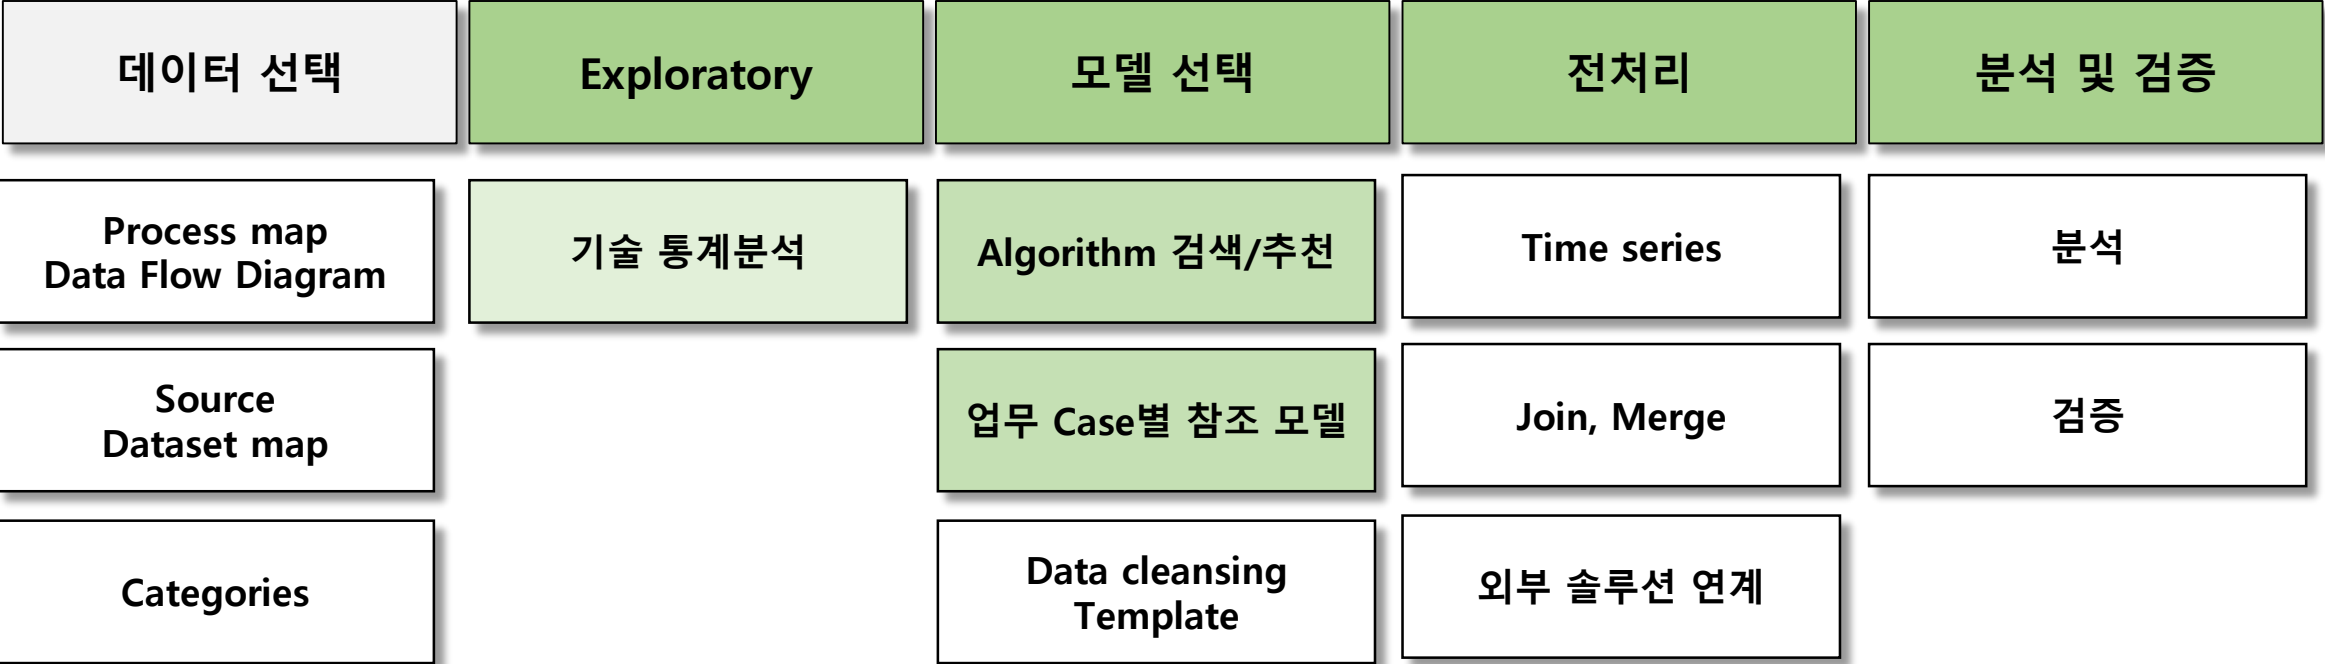 데이터 선택
Exploratory
모델 선택
전처리
분석 및 검증
Process map
Data Flow Diagram
기술 통계분석
Algorithm 검색/추천
Time series
분석
Source
Dataset map
업무 Case별 참조 모델
Join, Merge
검증
Categories
Data cleansing
Template
외부 솔루션 연계